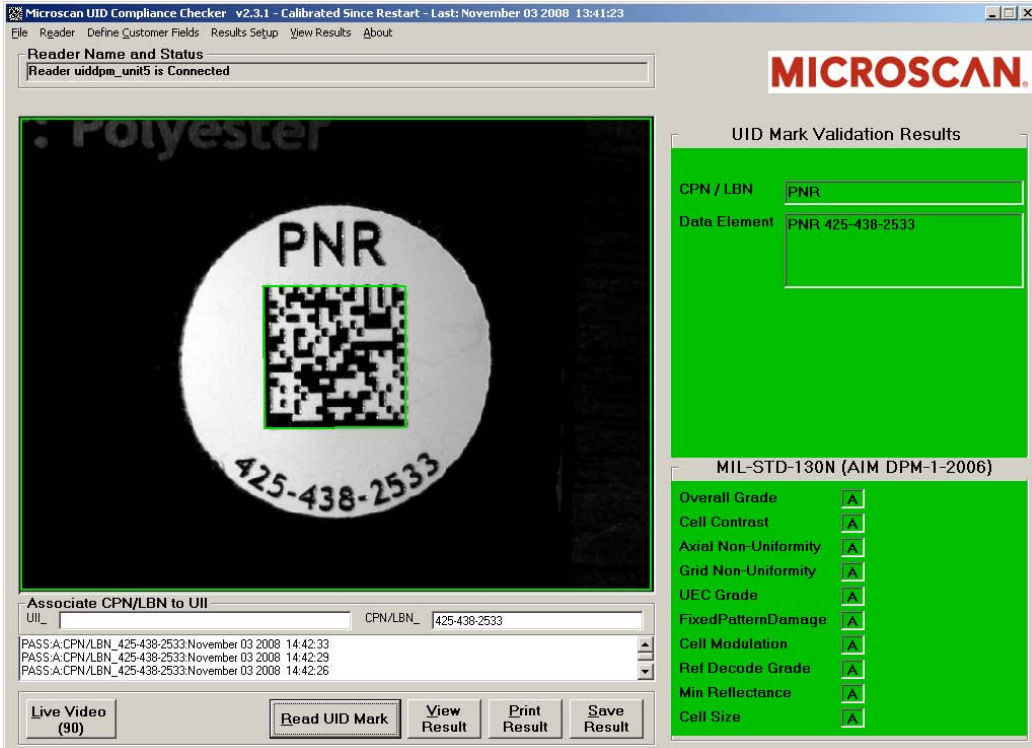 Microscan UID Compliance Checker v2.3.1 - Calibrated Since Restart - Last: November 03 2008 13:41:23
File Reader Define Customer Fields Results Setup View Results About
Reader Name and Status
Reader uiddpm_unit5 is Connected
MICROSCAN.
: Polyester
PNR
425-438-2533
UID Mark Validation Results
CPN / LBN PNR
Data Element PNR 425-438-2533
MIL-STD-130N (AIM DPM-1-2006)
Overall Grade A
Cell Contrast A
Axial Non-Uniformity A
Grid Non-Uniformity A
UEC Grade A
FixedPatternDamage A
Cell Modulation A
Ref Decode Grade A
Min Reflectance A
Cell Size A
Associate CPN/LBN to UII
UII_ CPN/LBN_ 425-438-2533
PASS:A:CPN/LBN_425-438-2533:November 03 2008 14:42:33
PASS:A:CPN/LBN_425-438-2533:November 03 2008 14:42:29
PASS:A:CPN/LBN_425-438-2533:November 03 2008 14:42:26
Live Video (90)
Read UID Mark
View Result
Print Result
Save Result